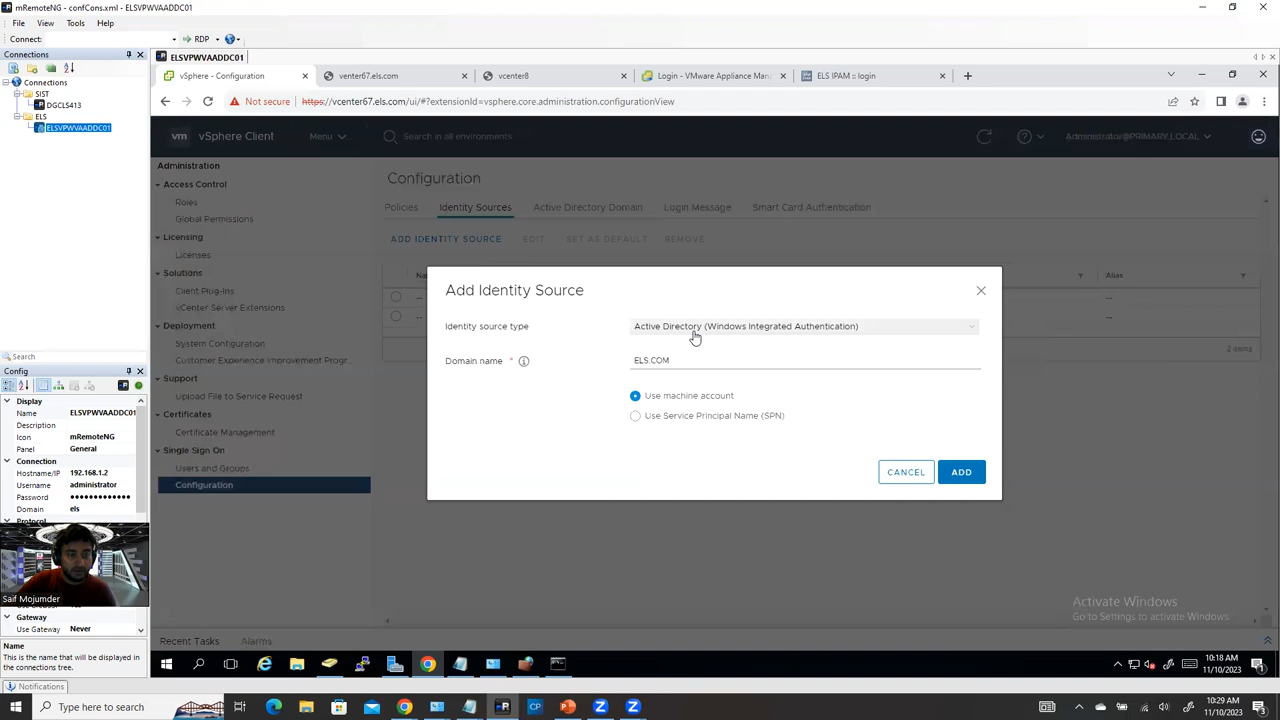 mRemoteNG - confCons.xml - ELSVPWVAADDC01
File View Tools Help
Connect: RDP
Connections
Connections
SIST
DGCLS413
ELS
ELSVPWVAADDC01
Search
Config
Display
Name ELSVPWVAADDC01
Description
Icon mRemoteNG
Panel General
Connection
Hostname/IP 192.168.1.2
Username administrator
Password ••••••••••••
Domain els
Protocol
Saif Mojumder
Gateway
Use Gateway Never
Name
This is the name that will be displayed in the connections tree.
Notifications
ELSVPWVAADDC01
vSphere - Configuration
venter67.els.com
vcenter8
Login - VMware Appliance Man
ELS IPAM :: login
Not secure https://vcenter67.els.com/ui/#?extensionId=vsphere.core.administration.configurationView
vm vSphere Client Menu Search in all environments Administrator@PRIMARY.LOCAL
Administration
Access Control
Roles
Global Permissions
Licensing
Licenses
Solutions
Client Plug-Ins
vCenter Server Extensions
Deployment
System Configuration
Customer Experience Improvement Progr...
Support
Upload File to Service Request
Certificates
Certificate Management
Single Sign On
Users and Groups
Configuration
Configuration
Policies Identity Sources Active Directory Domain Login Message Smart Card Authentication
ADD IDENTITY SOURCE EDIT SET AS DEFAULT REMOVE
Alias
--
--
2 items
Add Identity Source
Identity source type Active Directory (Windows Integrated Authentication)
Domain name * ELS.COM
Use machine account
Use Service Principal Name (SPN)
CANCEL ADD
Activate Windows
Go to Settings to activate Windows.
Recent Tasks Alarms
10:18 AM
11/10/2023
Type here to search
10:29 AM
11/10/2023